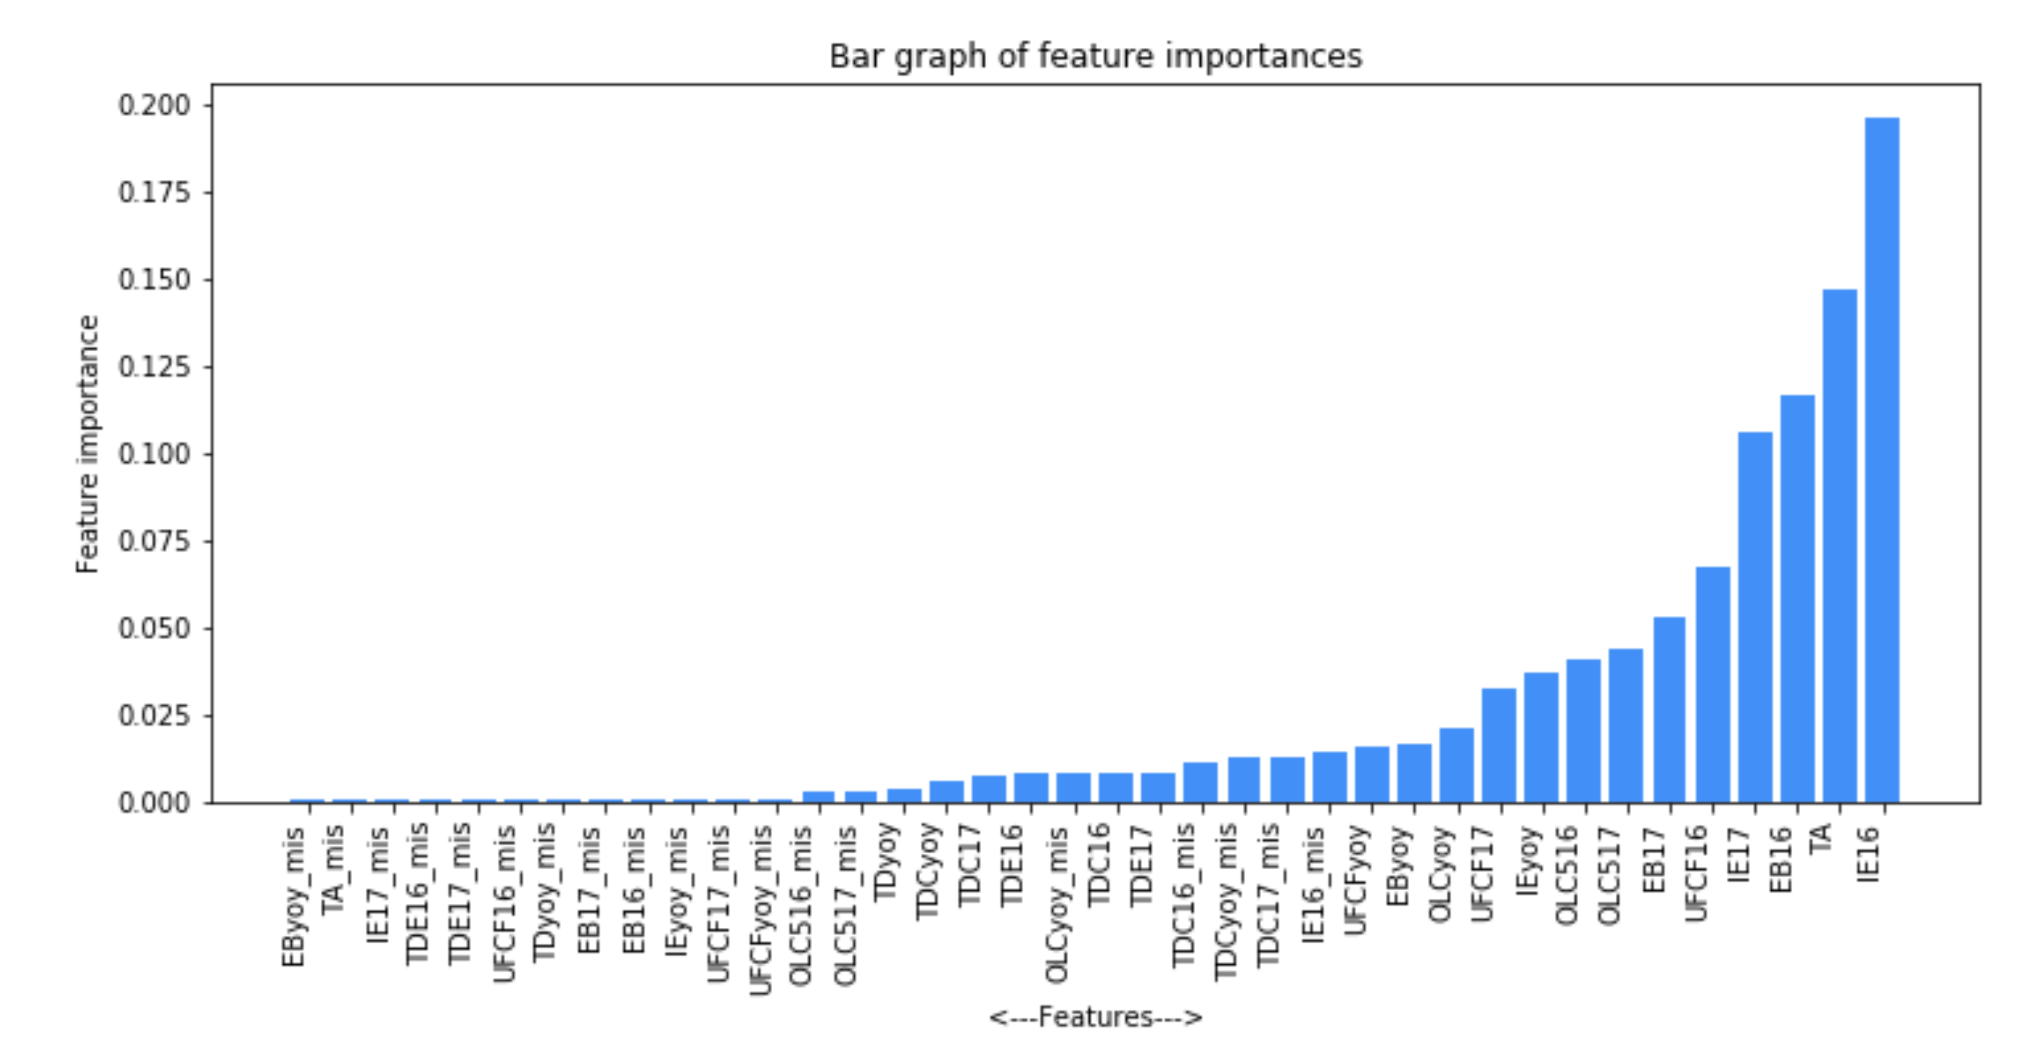 Bar graph of feature importances
Feature importance
0.200
0.175
0.150
0.125
0.100
0.075
0.050
0.025
0.000
EByoy_mis
TA_mis
IE17_mis
TDE16_mis
TDE17_mis
UFCF16_mis
TDyoy_mis
EB17_mis
EB16_mis
IEyoy_mis
UFCF17_mis
UFCFyoy_mis
OLC516_mis
OLC517_mis
TDyoy
TDCyoy
TDC17
TDE16
OLCyoy_mis
TDC16
TDE17
TDC16_mis
TDCyoy_mis
TDC17_mis
IE16_mis
UFCFyoy
EByoy
OLCyoy
UFCF17
IEyoy
OLC516
OLC517
EB17
UFCF16
IE17
EB16
TA
IE16
<---Features--->